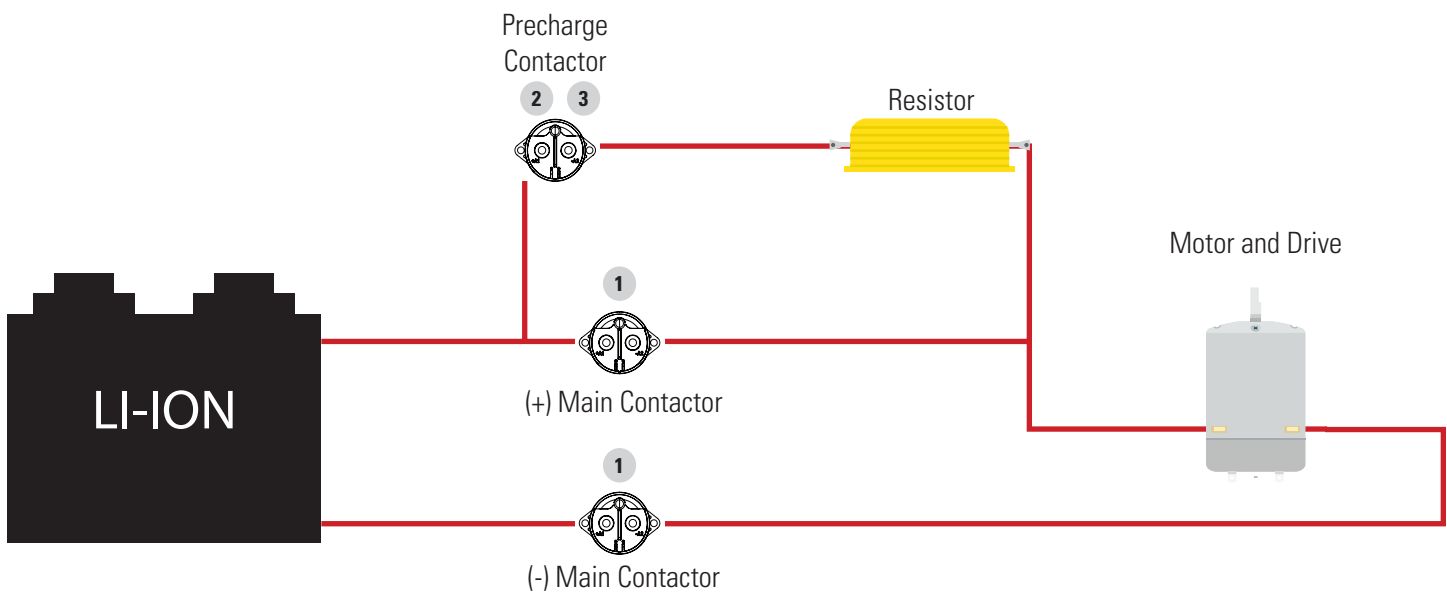 Precharge
Contactor
2 3
Resistor
Motor and Drive
1
LI-ION
(+) Main Contactor
1
(-) Main Contactor